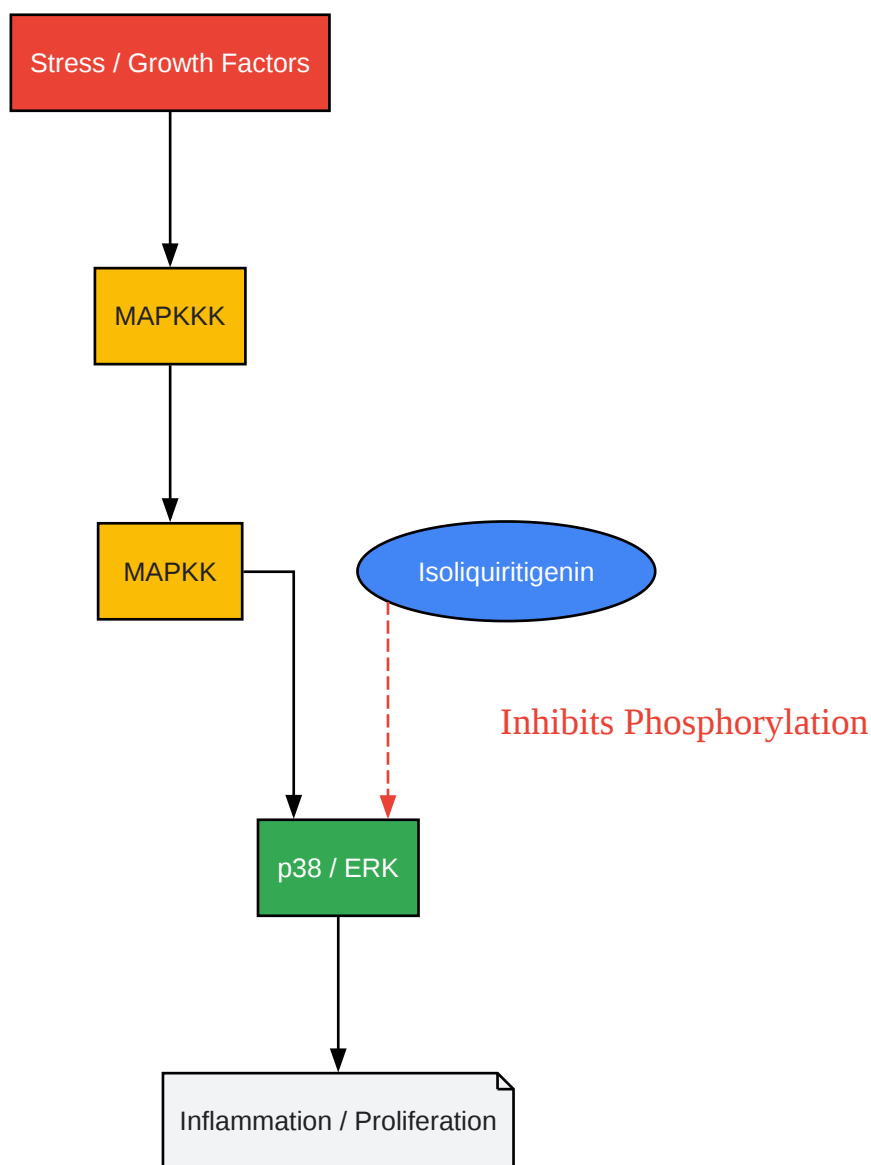 Stress / Growth Factors
MAPKKK
MAPKK
Isoliquiritigenin
Inhibits Phosphorylation
p38 / ERK
Inflammation / Proliferation